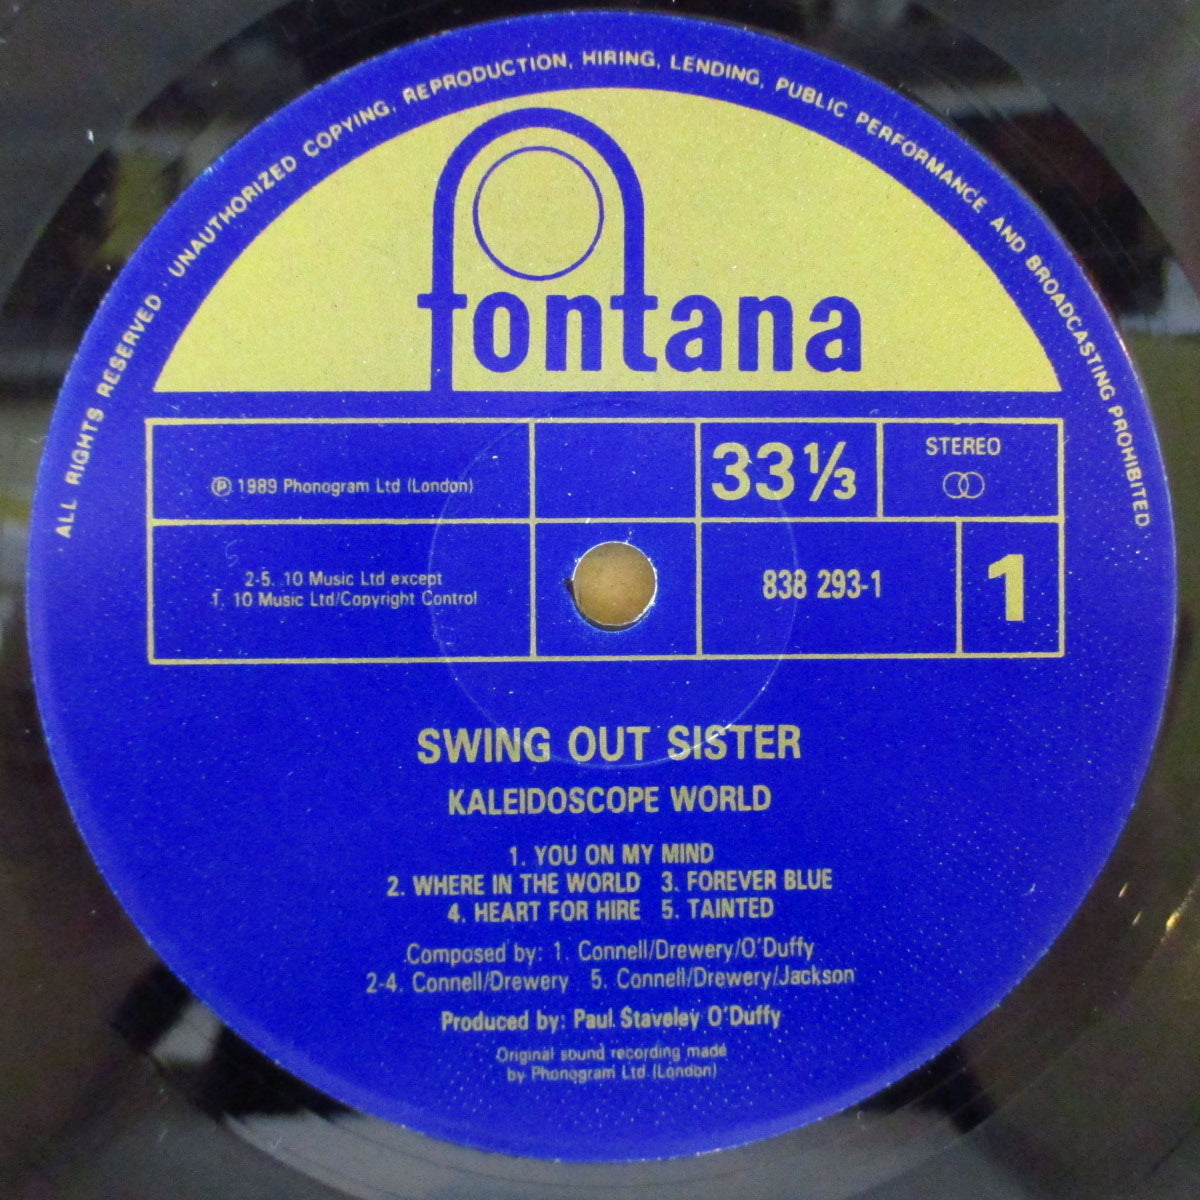 ALL RIGHTS RESERVED · UNAUTHORIZED COPYING, REPRODUCTION, HIRING, LENDING, PUBLIC PERFORMANCE AND BROADCASTING PROHIBITED
fontana
℗ 1989 Phonogram Ltd (London)
33⅓
STEREO
2-5. 10 Music Ltd except
1. 10 Music Ltd/Copyright Control
838 293-1
1
SWING OUT SISTER
KALEIDOSCOPE WORLD
1. YOU ON MY MIND
2. WHERE IN THE WORLD 3. FOREVER BLUE
4. HEART FOR HIRE 5. TAINTED
Composed by: 1. Connell/Drewery/O'Duffy
2-4. Connell/Drewery 5. Connell/Drewery/Jackson
Produced by: Paul Staveley O'Duffy
Original sound recording made
by Phonogram Ltd (London)